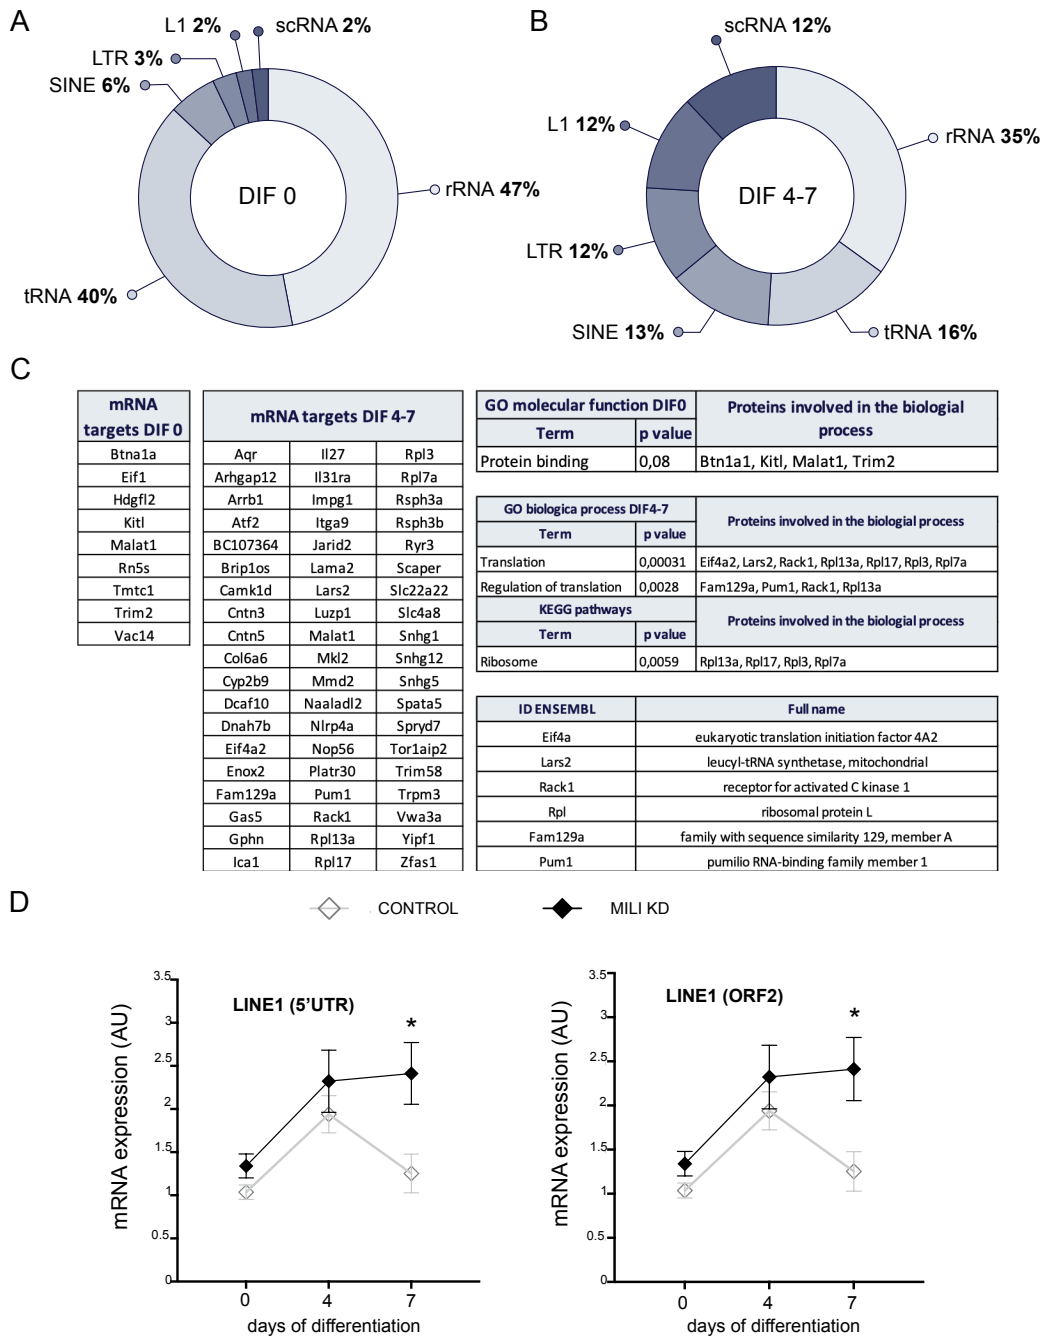 A
L1 2%
scRNA 2%
LTR 3%
SINE 6%
DIF 0
rRNA 47%
tRNA 40%
B
scRNA 12%
L1 12%
rRNA 35%
DIF 4-7
LTR 12%
SINE 13%
tRNA 16%
C
mRNA
targets DIF 0
Btna1a
Eif1
Hdgfl2
Kitl
Malat1
Rn5s
Tmtc1
Trim2
Vac14
mRNA targets DIF 4-7
Aqr Il27 Rpl3
Arhgap12 Il31ra Rpl7a
Arrb1 Impg1 Rsph3a
Atf2 Itga9 Rsph3b
BC107364 Jarid2 Ryr3
Brip1os Lama2 Scaper
Camk1d Lars2 Slc22a22
Cntn3 Luzp1 Slc4a8
Cntn5 Malat1 Snhg1
Col6a6 Mkl2 Snhg12
Cyp2b9 Mmd2 Snhg5
Dcaf10 Naaladl2 Spata5
Dnah7b Nlrp4a Spryd7
Eif4a2 Nop56 Tor1aip2
Enox2 Platr30 Trim58
Fam129a Pum1 Trpm3
Gas5 Rack1 Vwa3a
Gphn Rpl13a Yipf1
Ica1 Rpl17 Zfas1
GO molecular function DIF0
Proteins involved in the biologial
process
Term p value
Protein binding 0,08 Btn1a1, Kitl, Malat1, Trim2
GO biologica process DIF4-7
Proteins involved in the biologial process
Term p value
Translation 0,00031 Eif4a2, Lars2, Rack1, Rpl13a, Rpl17, Rpl3, Rpl7a
Regulation of translation 0,0028 Fam129a, Pum1, Rack1, Rpl13a
KEGG pathways
Proteins involved in the biologial process
Term p value
Ribosome 0,0059 Rpl13a, Rpl17, Rpl3, Rpl7a
ID ENSEMBL Full name
Eif4a eukaryotic translation initiation factor 4A2
Lars2 leucyl-tRNA synthetase, mitochondrial
Rack1 receptor for activated C kinase 1
Rpl ribosomal protein L
Fam129a family with sequence similarity 129, member A
Pum1 pumilio RNA-binding family member 1
D
CONTROL
MILI KD
LINE1 (5’UTR)
mRNA expression (AU)
3.5
3
2.5
2
1.5
1
0.5
0
*
0 4 7
days of differentiation
LINE1 (ORF2)
mRNA expression (AU)
3.5
3
2.5
2
1.5
1
0.5
0
*
0 4 7
days of differentiation